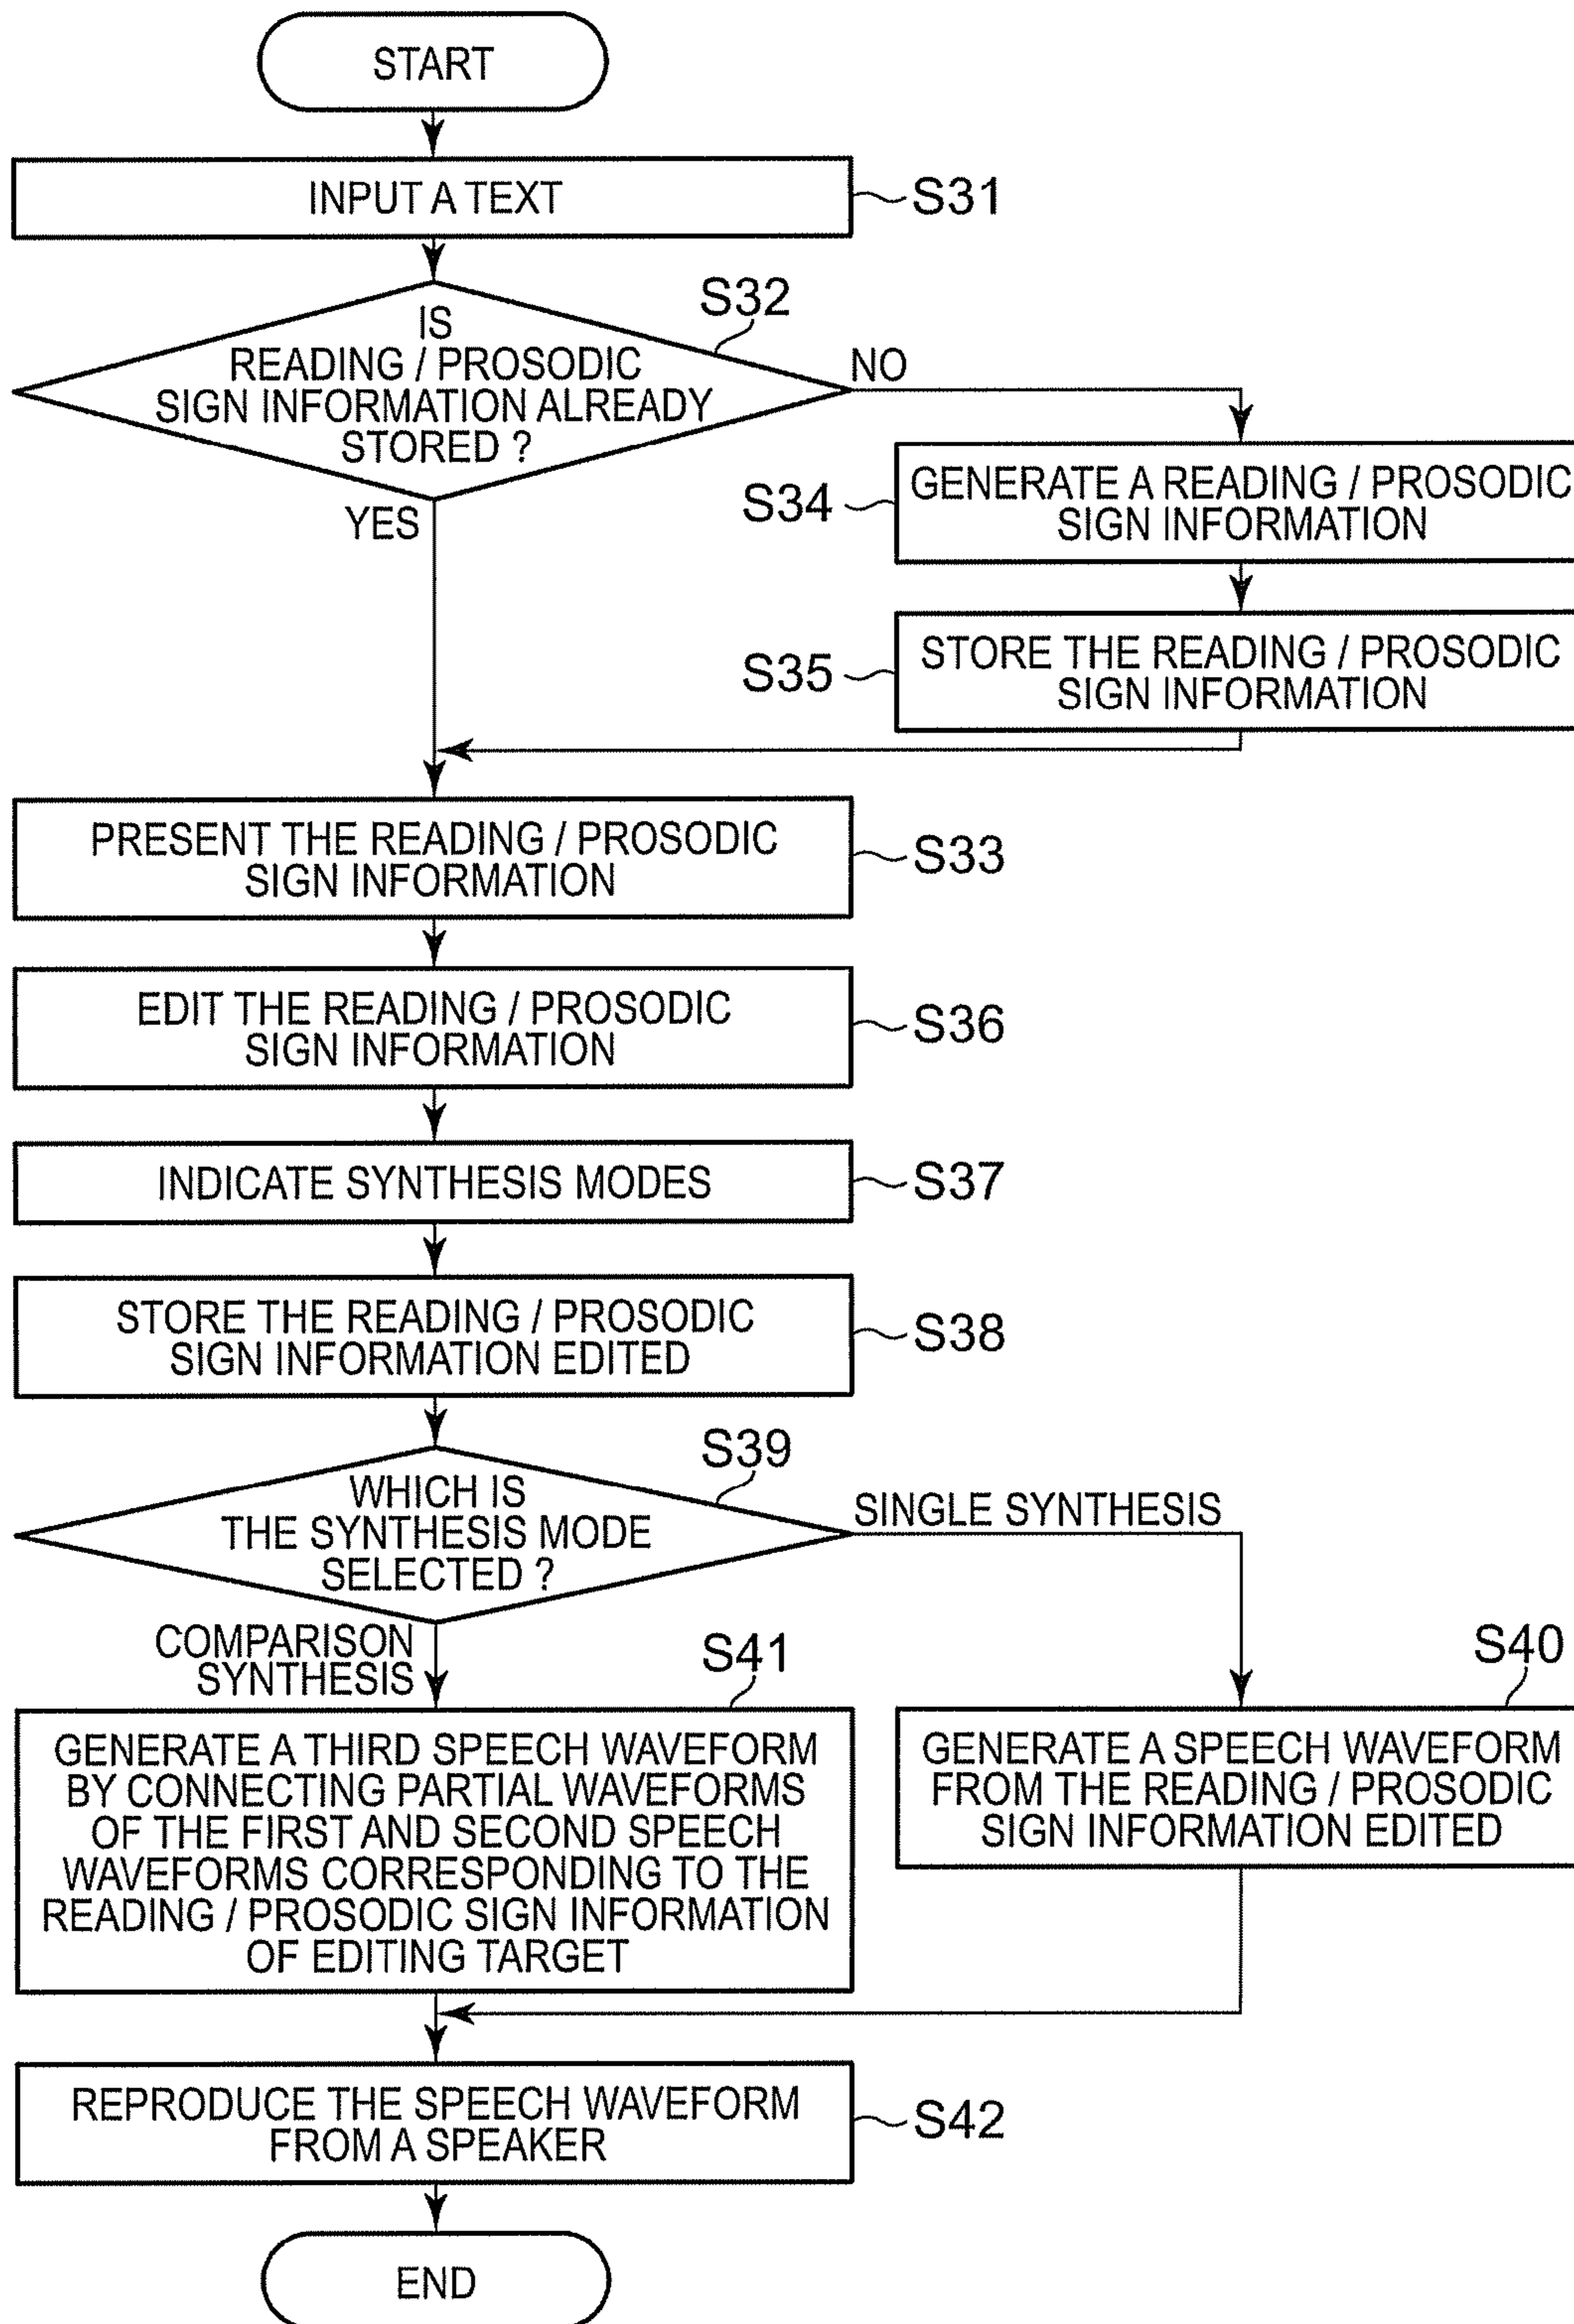 START
INPUT A TEXT
S31
S32
IS
READING / PROSODIC
SIGN INFORMATION ALREADY
STORED ?
NO
YES
S34
GENERATE A READING / PROSODIC
SIGN INFORMATION
S35
STORE THE READING / PROSODIC
SIGN INFORMATION
PRESENT THE READING / PROSODIC
SIGN INFORMATION
S33
EDIT THE READING / PROSODIC
SIGN INFORMATION
S36
INDICATE SYNTHESIS MODES
S37
STORE THE READING / PROSODIC
SIGN INFORMATION EDITED
S38
S39
WHICH IS
THE SYNTHESIS MODE
SELECTED ?
SINGLE SYNTHESIS
COMPARISON
SYNTHESIS
S41
GENERATE A THIRD SPEECH WAVEFORM
BY CONNECTING PARTIAL WAVEFORMS
OF THE FIRST AND SECOND SPEECH
WAVEFORMS CORRESPONDING TO THE
READING / PROSODIC SIGN INFORMATION
OF EDITING TARGET
S40
GENERATE A SPEECH WAVEFORM
FROM THE READING / PROSODIC
SIGN INFORMATION EDITED
REPRODUCE THE SPEECH WAVEFORM
FROM A SPEAKER
S42
END